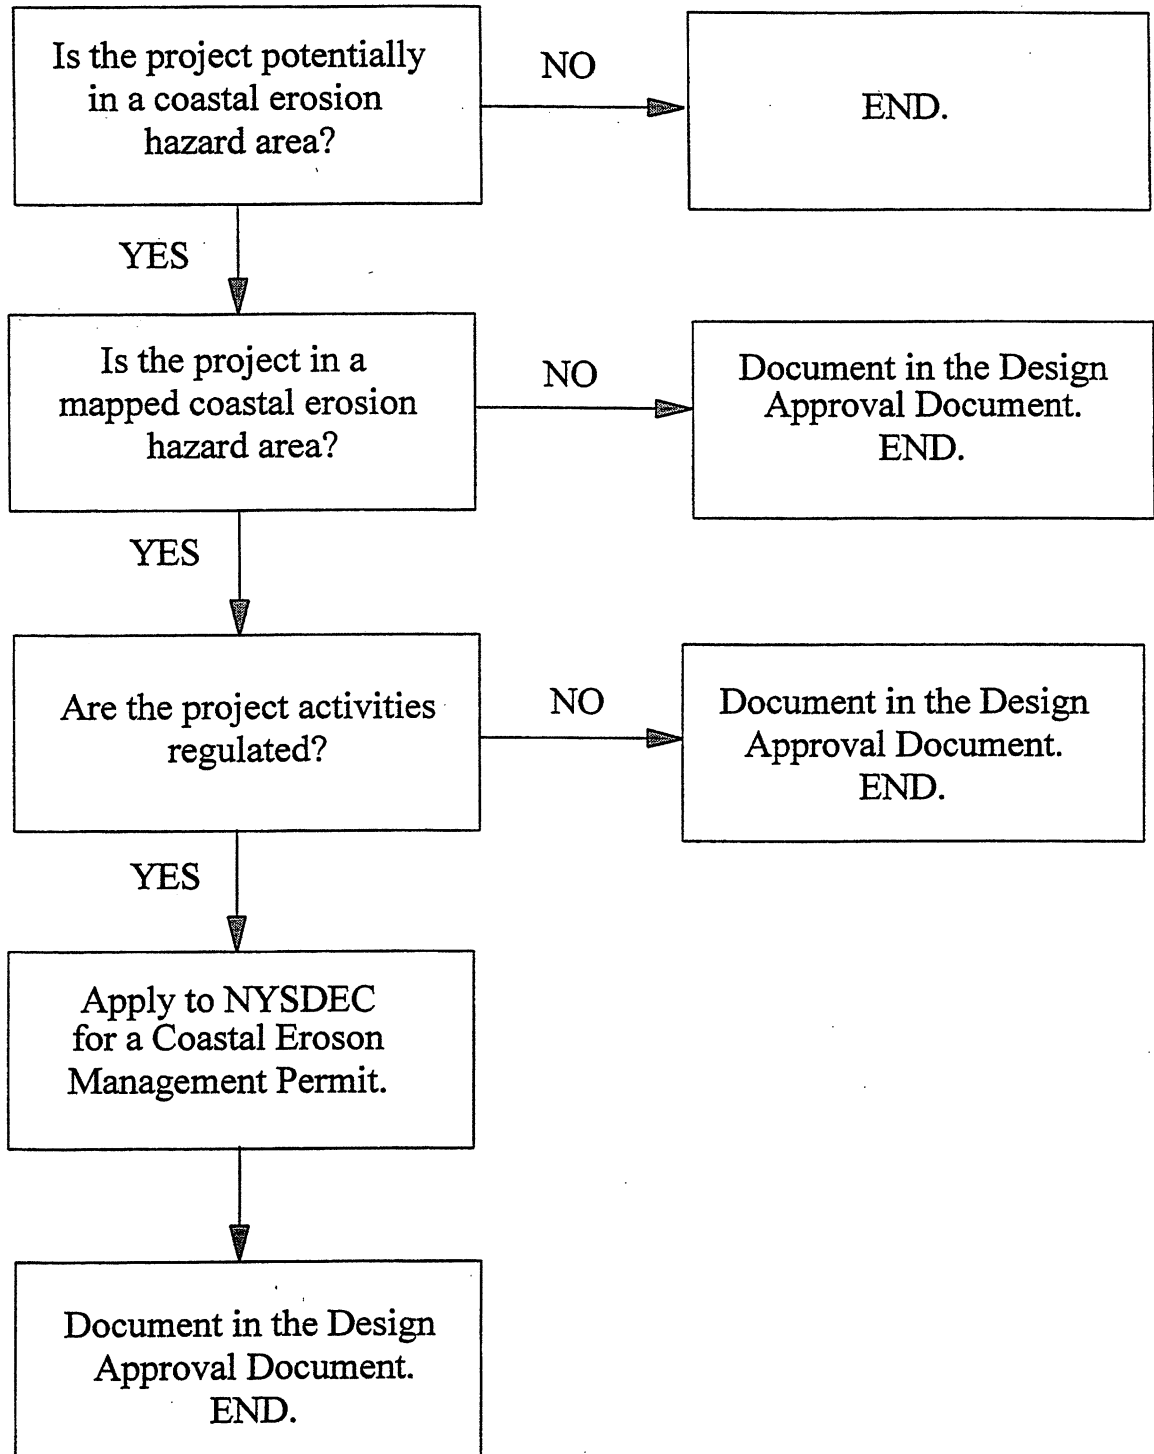 Is the project potentially
in a coastal erosion
hazard area?
NO
END.
YES
Is the project in a
mapped coastal erosion
hazard area?
NO
Document in the Design
Approval Document.
END.
YES
Are the project activities
regulated?
NO
Document in the Design
Approval Document.
END.
YES
Apply to NYSDEC
for a Coastal Eroson
Management Permit.
Document in the Design
Approval Document.
END.